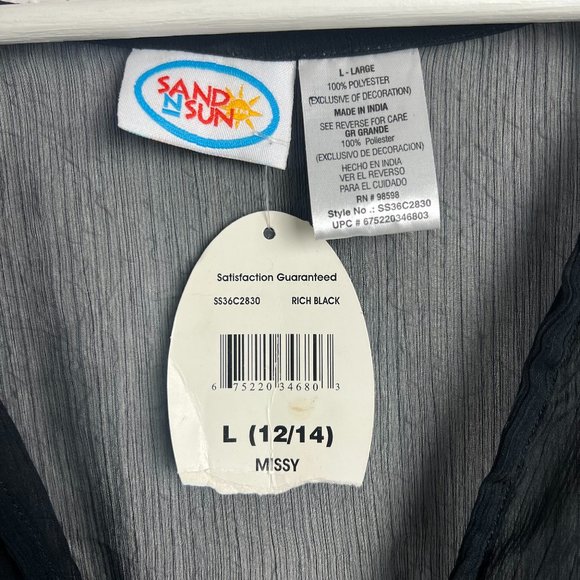 SAND
N
SUN
L - LARGE
100% POLYESTER
(EXCLUSIVE OF DECORATION)
MADE IN INDIA
SEE REVERSE FOR CARE
GR GRANDE
100% Poliester
(EXCLUSIVO DE DECORACION)
HECHO EN INDIA
VER EL REVERSO
PARA EL CUIDADO
RN # 98598
Style No .: SS36C2830
UPC # 675220346803
Satisfaction Guaranteed
SS36C2830 RICH BLACK
6 75220 34680 3
L (12/14)
MISSY